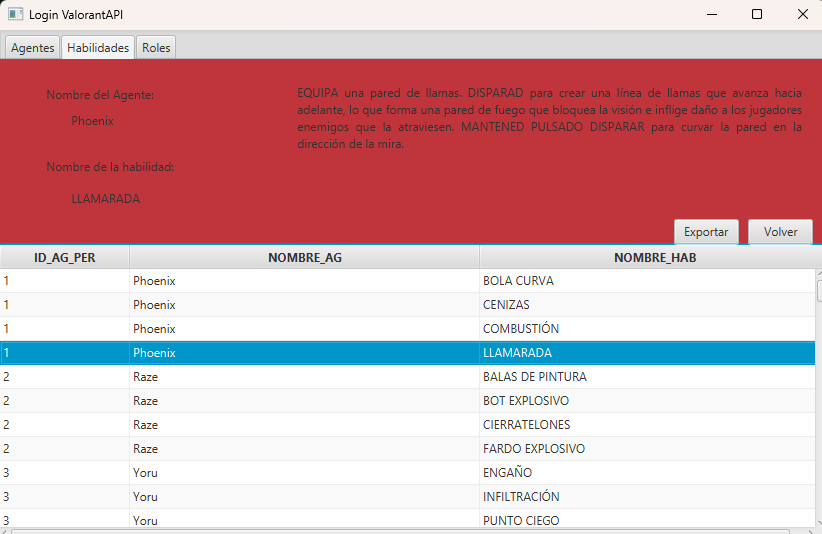 Login ValorantAPI
Agentes Habilidades Roles
Nombre del Agente:
Phoenix
Nombre de la habilidad:
LLAMARADA
EQUIPA una pared de llamas. DISPARAD para crear una línea de llamas que avanza hacia
adelante, lo que forma una pared de fuego que bloquea la visión e inflige daño a los jugadores
enemigos que la atraviesen. MANTENED PULSADO DISPARAR para curvar la pared en la
dirección de la mira.
Exportar Volver
ID_AG_PER NOMBRE_AG NOMBRE_HAB
1 Phoenix BOLA CURVA
1 Phoenix CENIZAS
1 Phoenix COMBUSTIÓN
1 Phoenix LLAMARADA
2 Raze BALAS DE PINTURA
2 Raze BOT EXPLOSIVO
2 Raze CIERRATELONES
2 Raze FARDO EXPLOSIVO
3 Yoru ENGAÑO
3 Yoru INFILTRACIÓN
3 Yoru PUNTO CIEGO